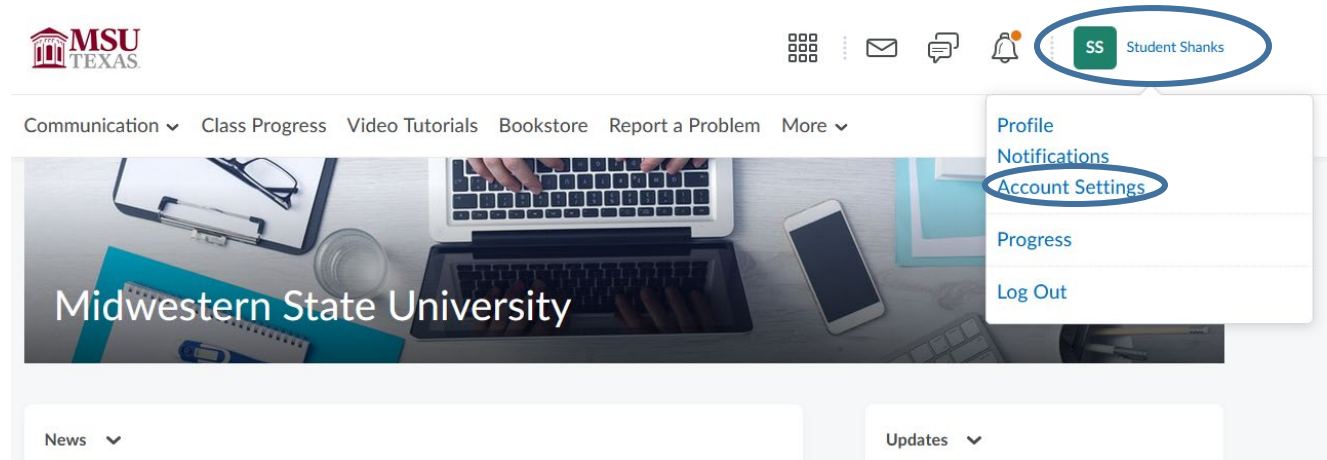 MSU
TEXAS
SS Student Shanks
Communication Class Progress Video Tutorials Bookstore Report a Problem More
Profile
Notifications
Account Settings
Progress
Log Out
Midwestern State University
News Updates